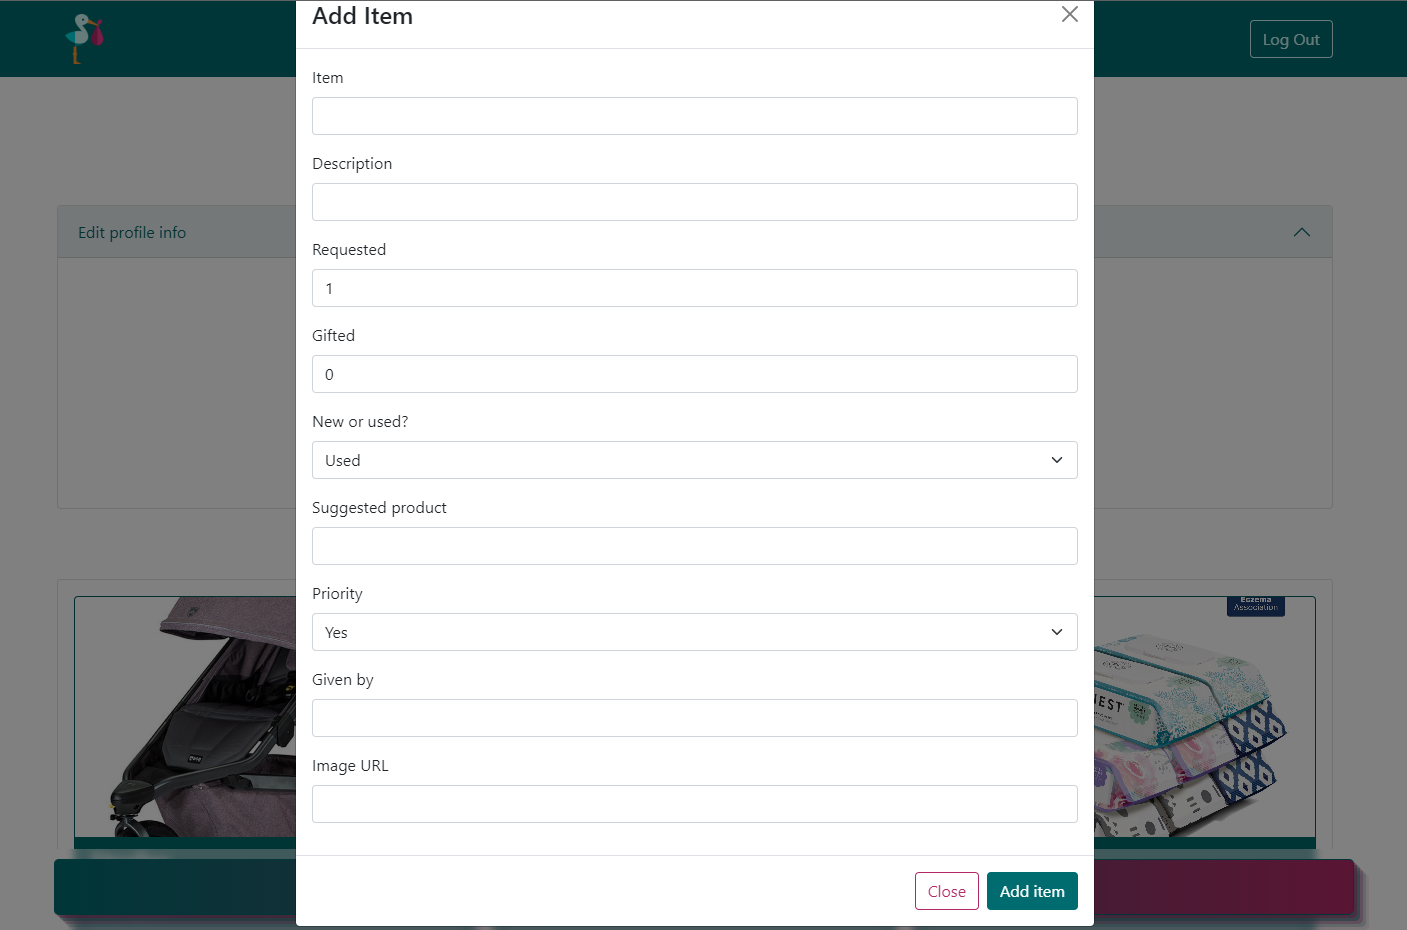 Add Item
Log Out
Item
Description
Edit profile info
Requested
1
Gifted
0
New or used?
Used
Suggested product
Priority
Yes
Eczema
Association
Given by
Image URL
Close
Add item